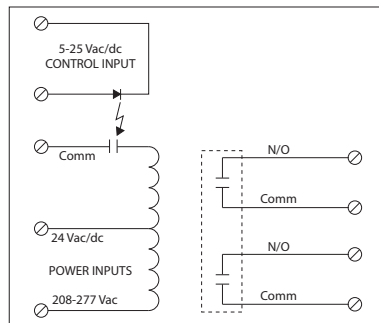 5-25 Vac/dc
CONTROL INPUT
Comm
24 Vac/dc
POWER INPUTS
208-277 Vac
N/O
Comm
N/O
Comm